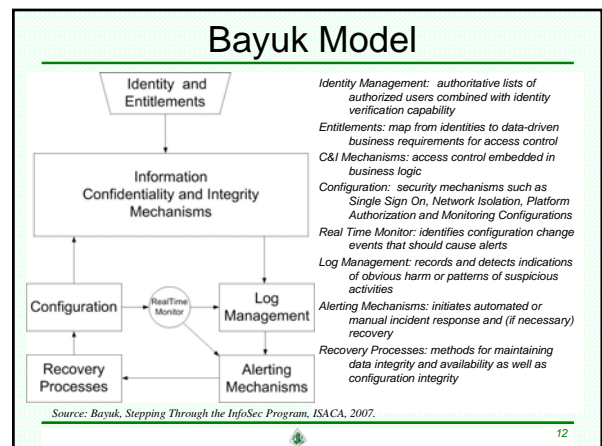 Bayuk Model
Identity and
Entitlements
Information
Confidentiality and Integrity
Mechanisms
Configuration
RealTime
Monitor
Log
Management
Recovery
Processes
Alerting
Mechanisms
Identity Management: authoritative lists of
authorized users combined with identity
verification capability
Entitlements: map from identities to data-driven
business requirements for access control
C&I Mechanisms: access control embedded in
business logic
Configuration: security mechanisms such as
Single Sign On, Network Isolation, Platform
Authorization and Monitoring Configurations
Real Time Monitor: identifies configuration change
events that should cause alerts
Log Management: records and detects indications
of obvious harm or patterns of suspicious
activities
Alerting Mechanisms: initiates automated or
manual incident response and (if necessary)
recovery
Recovery Processes: methods for maintaining
data integrity and availability as well as
configuration integrity
Source: Bayuk, Stepping Through the InfoSec Program, ISACA, 2007.
12